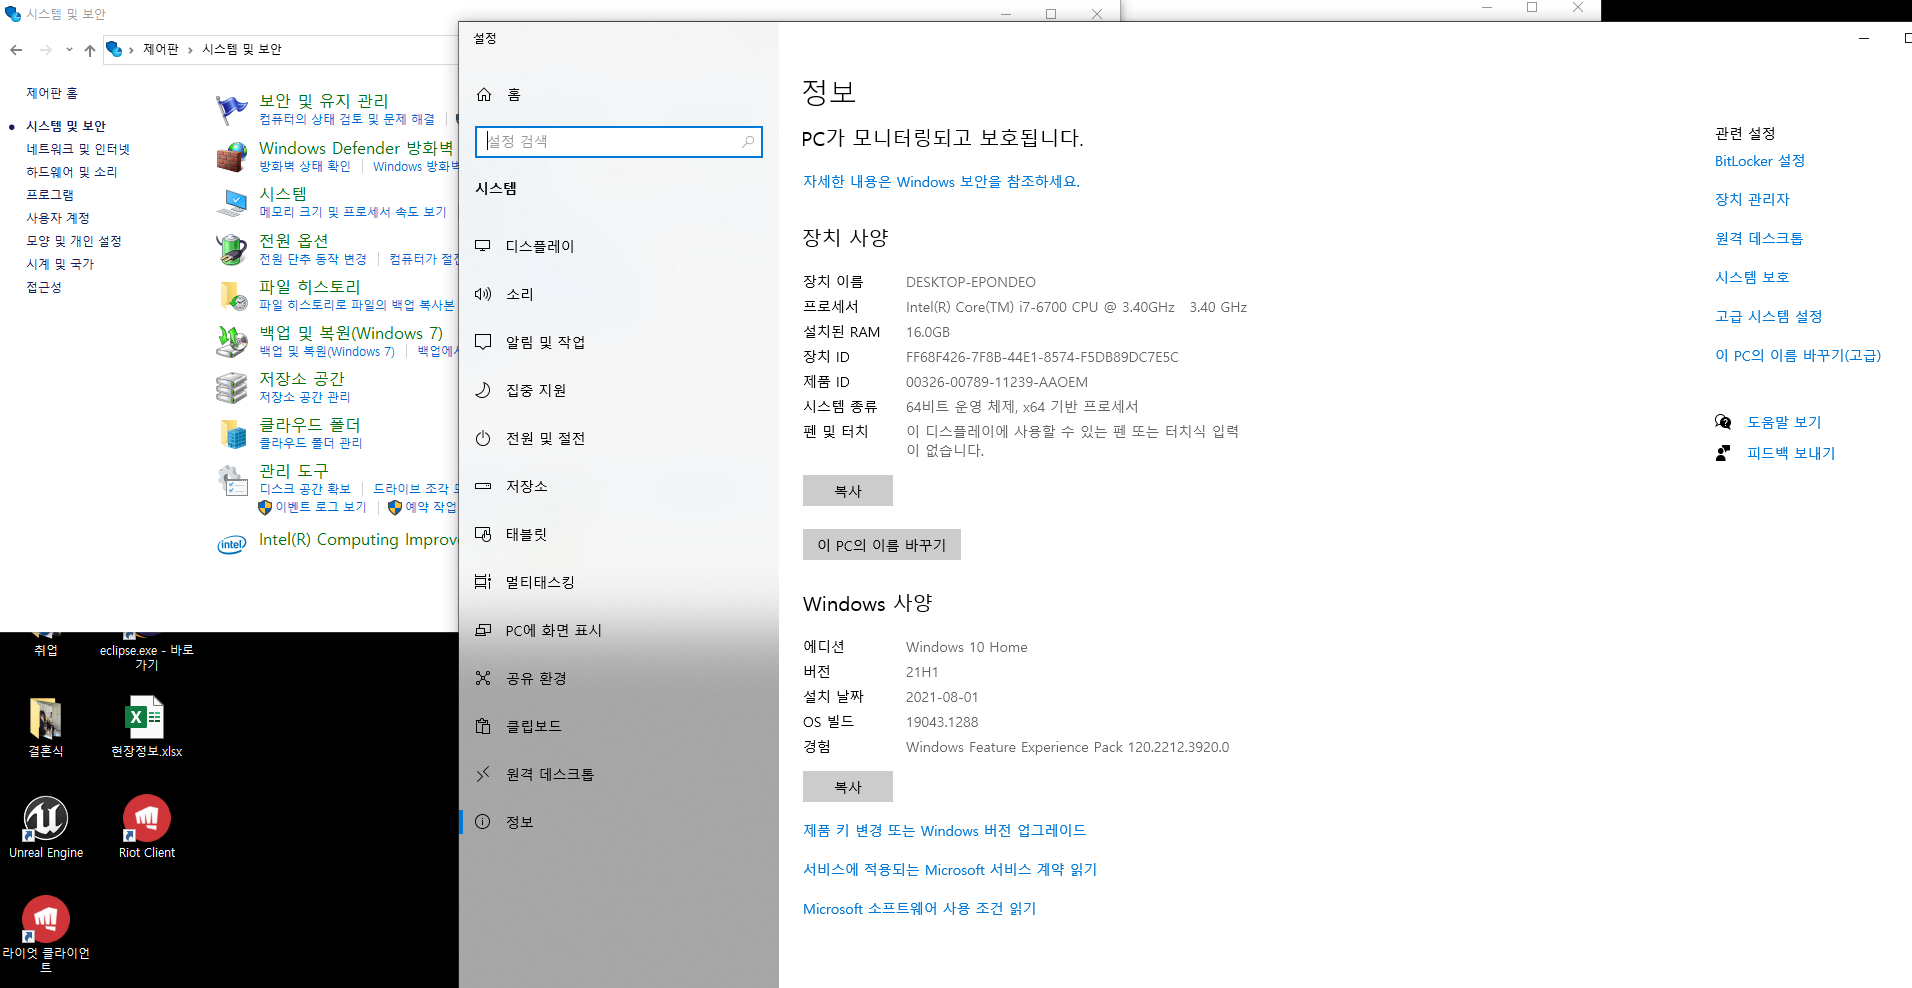 시스템 및 보안
제어판 › 시스템 및 보안
제어판 홈
시스템 및 보안
네트워크 및 인터넷
하드웨어 및 소리
프로그램
사용자 계정
모양 및 개인 설정
시계 및 국가
접근성
보안 및 유지 관리
컴퓨터의 상태 검토 및 문제 해결
Windows Defender 방화벽
방화벽 상태 확인 Windows 방화벽
시스템
메모리 크기 및 프로세서 속도 보기
전원 옵션
전원 단추 동작 변경 컴퓨터가
파일 히스토리
파일 히스토리로 파일의 백업 복사본
백업 및 복원(Windows 7)
백업 및 복원(Windows 7) 백업에서
저장소 공간
저장소 공간 관리
클라우드 폴더
클라우드 폴더 관리
관리 도구
디스크 공간 확보 드라이브 조각
이벤트 로그 보기 예약 작업
Intel(R) Computing Improv
취업
eclipse.exe - 바로
가기
결혼식
현장정보.xlsx
Unreal Engine
Riot Client
라이엇 클라이언
트
설정
홈
설정 검색
시스템
디스플레이
소리
알림 및 작업
집중 지원
전원 및 절전
저장소
태블릿
멀티태스킹
PC에 화면 표시
공유 환경
클립보드
원격 데스크톱
정보
정보
PC가 모니터링되고 보호됩니다.
자세한 내용은 Windows 보안을 참조하세요.
장치 사양
장치 이름 DESKTOP-EPONDEO
프로세서 Intel(R) Core(TM) i7-6700 CPU @ 3.40GHz 3.40 GHz
설치된 RAM 16.0GB
장치 ID FF68F426-7F8B-44E1-8574-F5DB89DC7E5C
제품 ID 00326-00789-11239-AAOEM
시스템 종류 64비트 운영 체제, x64 기반 프로세서
펜 및 터치 이 디스플레이에 사용할 수 있는 펜 또는 터치식 입력
이 없습니다.
복사
이 PC의 이름 바꾸기
Windows 사양
에디션 Windows 10 Home
버전 21H1
설치 날짜 2021-08-01
OS 빌드 19043.1288
경험 Windows Feature Experience Pack 120.2212.3920.0
복사
제품 키 변경 또는 Windows 버전 업그레이드
서비스에 적용되는 Microsoft 서비스 계약 읽기
Microsoft 소프트웨어 사용 조건 읽기
관련 설정
BitLocker 설정
장치 관리자
원격 데스크톱
시스템 보호
고급 시스템 설정
이 PC의 이름 바꾸기(고급)
도움말 보기
피드백 보내기